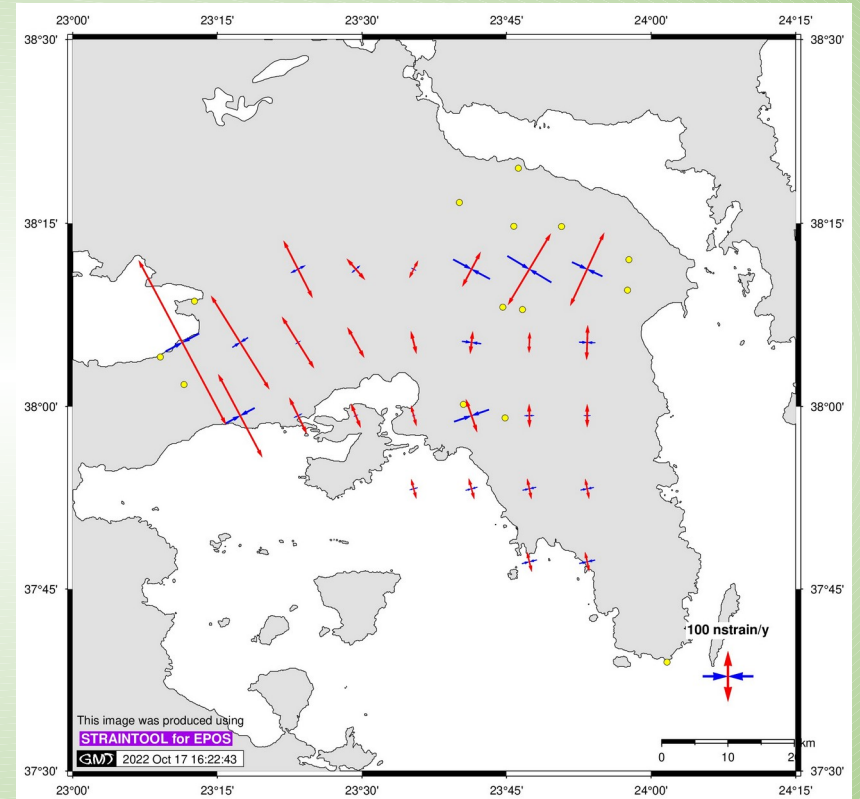 23°00' 23°15' 23°30' 23°45' 24°00' 24°15'
38°30' 38°30'
38°15' 38°15'
38°00' 38°00'
37°45' 37°45'
100 nstrain/y
This image was produced using
STRAINTOOL for EPOS
GMT 2022 Oct 17 16:22:43
km
0 10 20
37°30' 37°30'
23°00' 23°15' 23°30' 23°45' 24°00' 24°15'